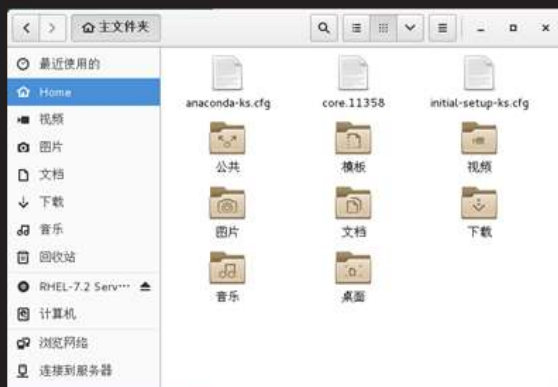 主文件夹
最近使用的
Home
视频
图片
文档
下载
音乐
回收站
RHEL-7.2 Serv…
计算机
浏览网络
连接到服务器
anaconda-ks.cfg
core.11358
initial-setup-ks.cfg
公共
模板
视频
图片
文档
下载
音乐
桌面